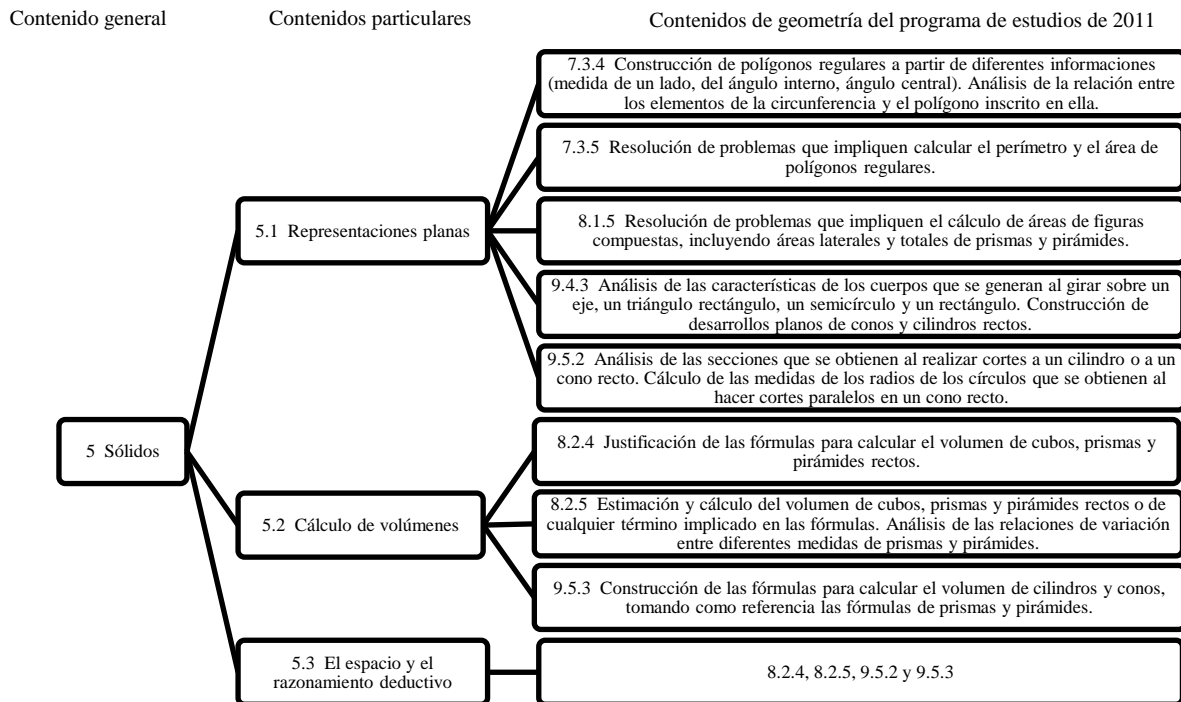 Contenido general
Contenidos particulares
Contenidos de geometría del programa de estudios de 2011
7.3.4 Construcción de polígonos regulares a partir de diferentes informaciones
(medida de un lado, del ángulo interno, ángulo central). Análisis de la relación entre
los elementos de la circunferencia y el polígono inscrito en ella.
7.3.5 Resolución de problemas que impliquen calcular el perímetro y el área de
polígonos regulares.
5.1 Representaciones planas
8.1.5 Resolución de problemas que impliquen el cálculo de áreas de figuras
compuestas, incluyendo áreas laterales y totales de prismas y pirámides.
9.4.3 Análisis de las características de los cuerpos que se generan al girar sobre un
eje, un triángulo rectángulo, un semicírculo y un rectángulo. Construcción de
desarrollos planos de conos y cilindros rectos.
9.5.2 Análisis de las secciones que se obtienen al realizar cortes a un cilindro o a un
cono recto. Cálculo de las medidas de los radios de los círculos que se obtienen al
hacer cortes paralelos en un cono recto.
5 Sólidos
8.2.4 Justificación de las fórmulas para calcular el volumen de cubos, prismas y
pirámides rectos.
5.2 Cálculo de volúmenes
8.2.5 Estimación y cálculo del volumen de cubos, prismas y pirámides rectos o de
cualquier término implicado en las fórmulas. Análisis de las relaciones de variación
entre diferentes medidas de prismas y pirámides.
9.5.3 Construcción de las fórmulas para calcular el volumen de cilindros y conos,
tomando como referencia las fórmulas de prismas y pirámides.
5.3 El espacio y el
razonamiento deductivo
8.2.4, 8.2.5, 9.5.2 y 9.5.3